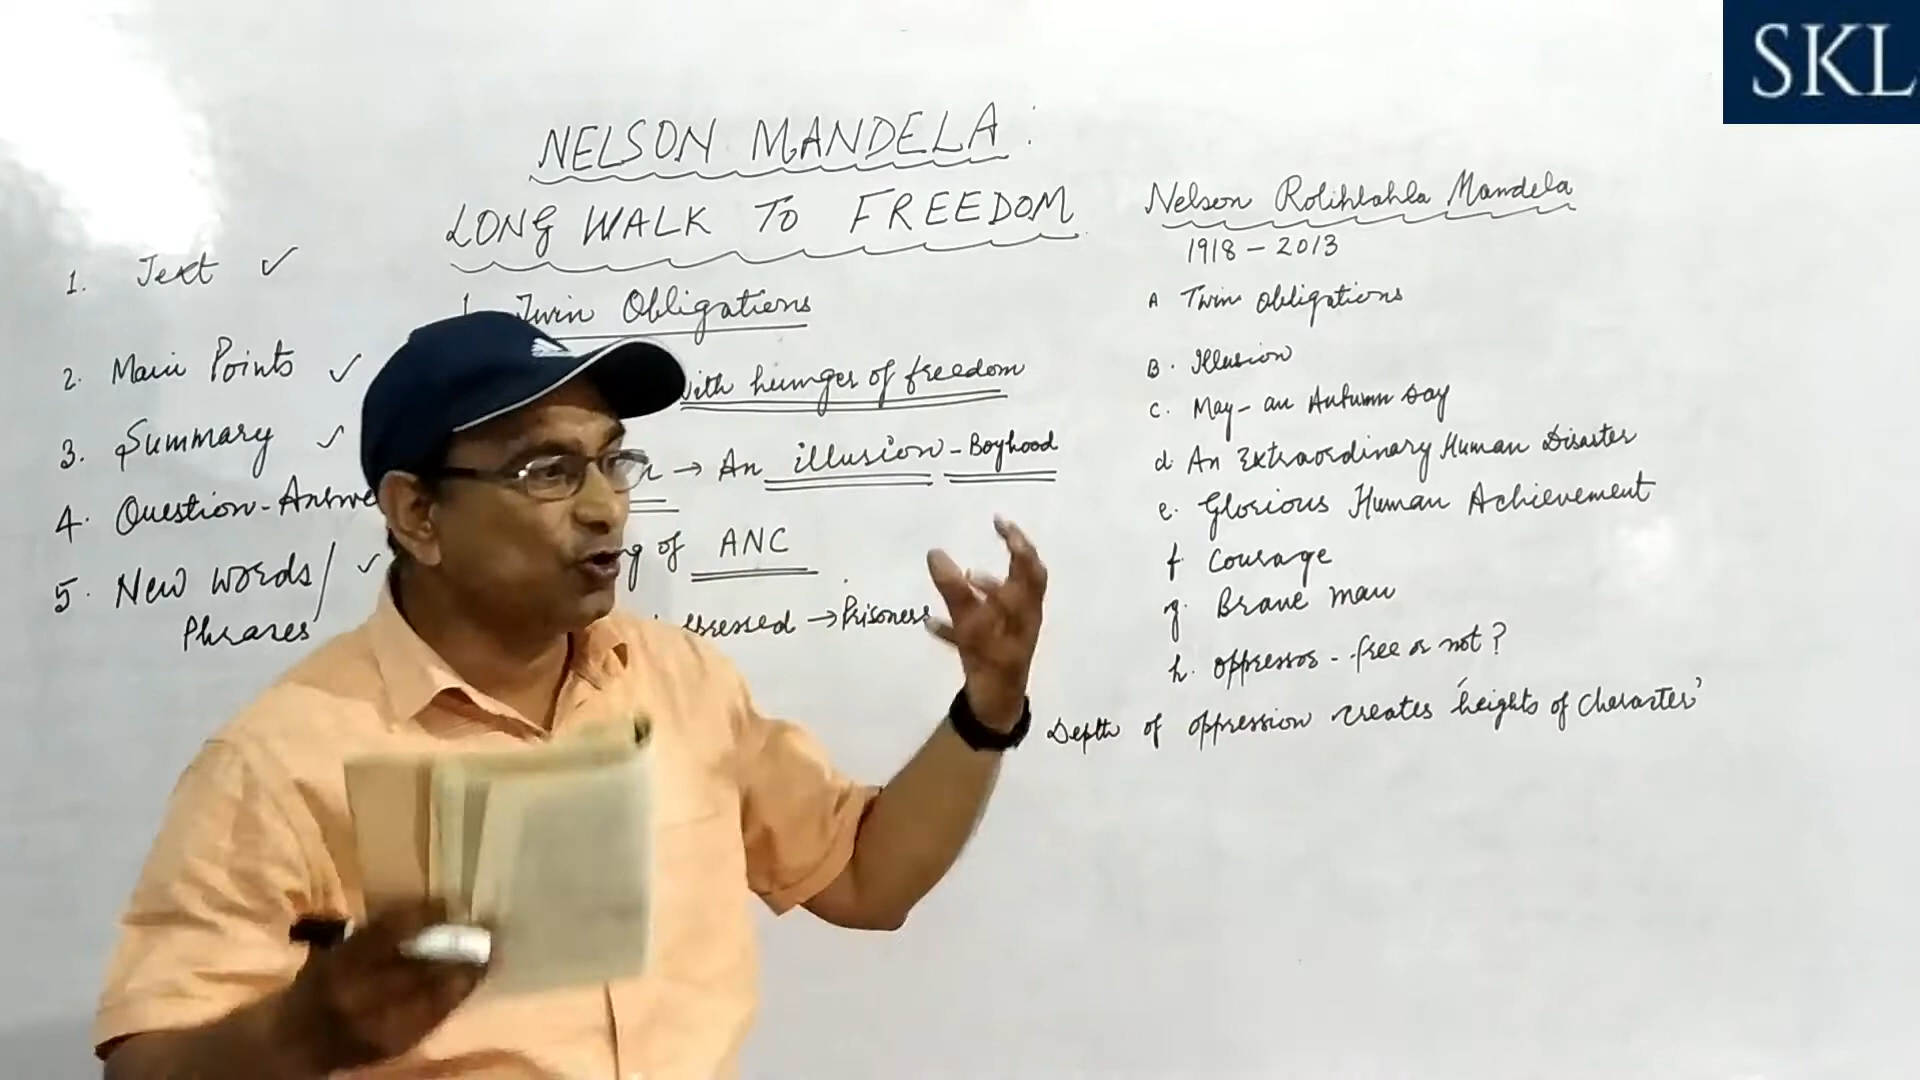 SKL
NELSON MANDELA:
LONG WALK TO FREEDOM
1. Text ✓
2. Main Points ✓
3. Summary ✓
4. Question-Answe
5. New words/ ✓
Phrases
1. Twin Obligations
with hunger of freedom
→ An illusion - Boyhood
g of ANC
→ Prisoners
Nelson Rolihlahla Mandela
1918 - 2013
A Twin obligations
B. Illusion
C. May - an Autumn day
d. An Extraordinary Human Disaster
e. Glorious Human Achievement
f. Courage
g. Brave man
h. oppressor - free or not?
Depth of oppression creates 'heights of character'